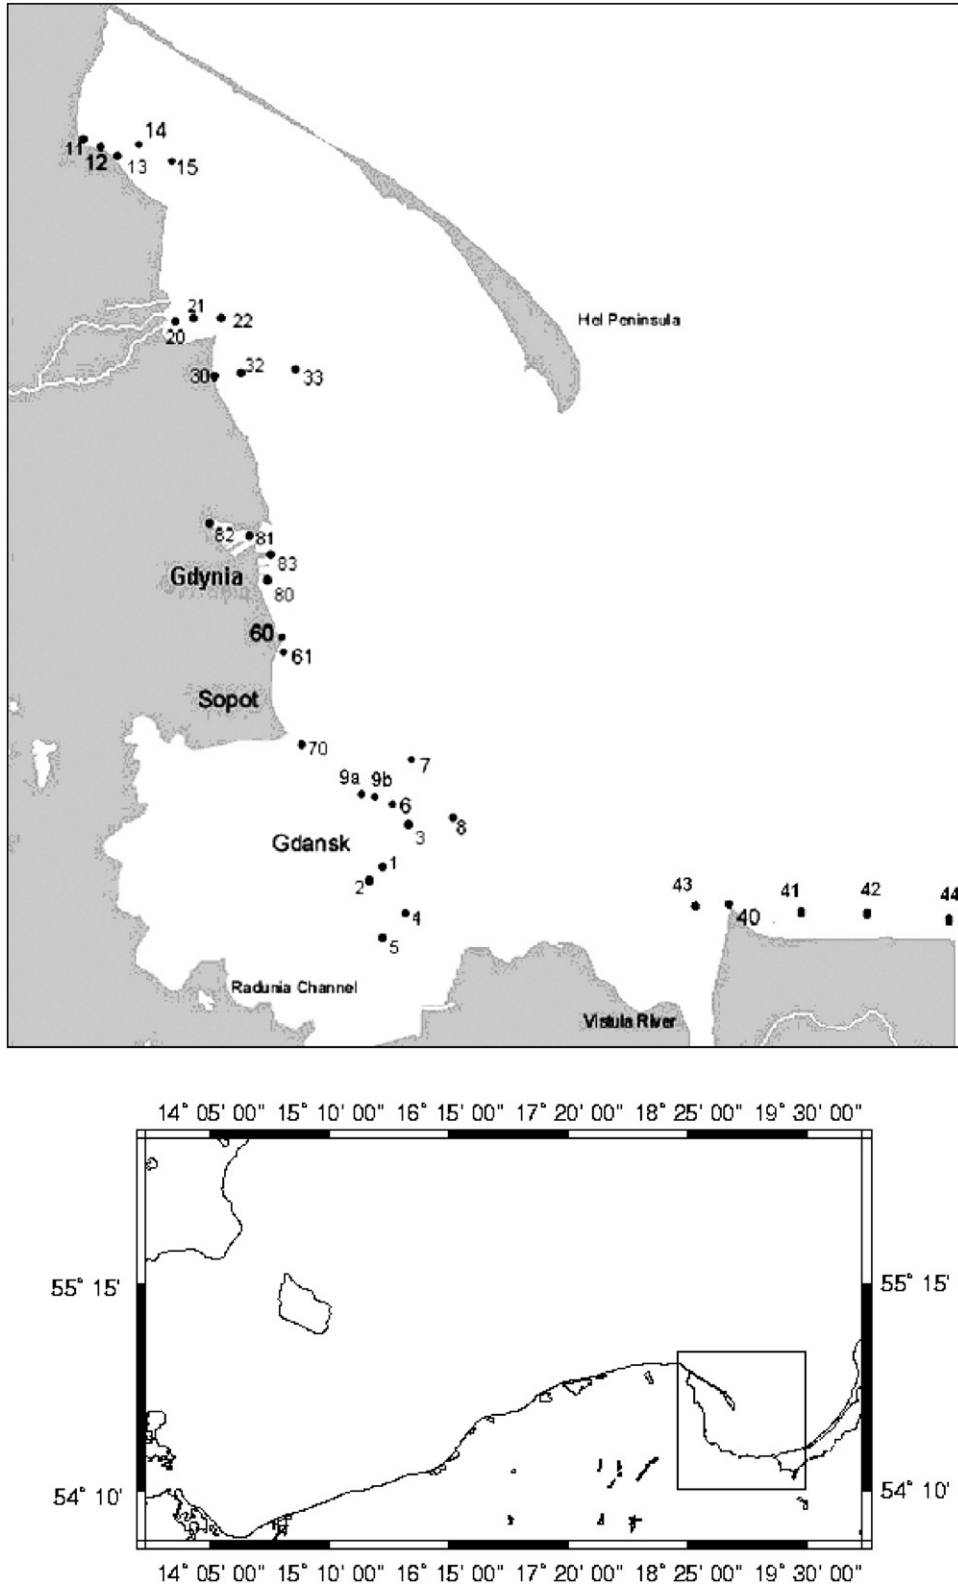 14
11
12
13
15
21
22
20
Hel Peninsula
30
32
33
82
81
83
Gdynia
80
60
61
Sopot
70
7
9a
9b
6
8
3
Gdansk
1
2
4
5
43
40
41
42
44
Radunia Channel
Vistula River
14° 05' 00" 15° 10' 00" 16° 15' 00" 17° 20' 00" 18° 25' 00" 19° 30' 00"
55° 15' 55° 15'
54° 10' 54° 10'
14° 05' 00" 15° 10' 00" 16° 15' 00" 17° 20' 00" 18° 25' 00" 19° 30' 00"